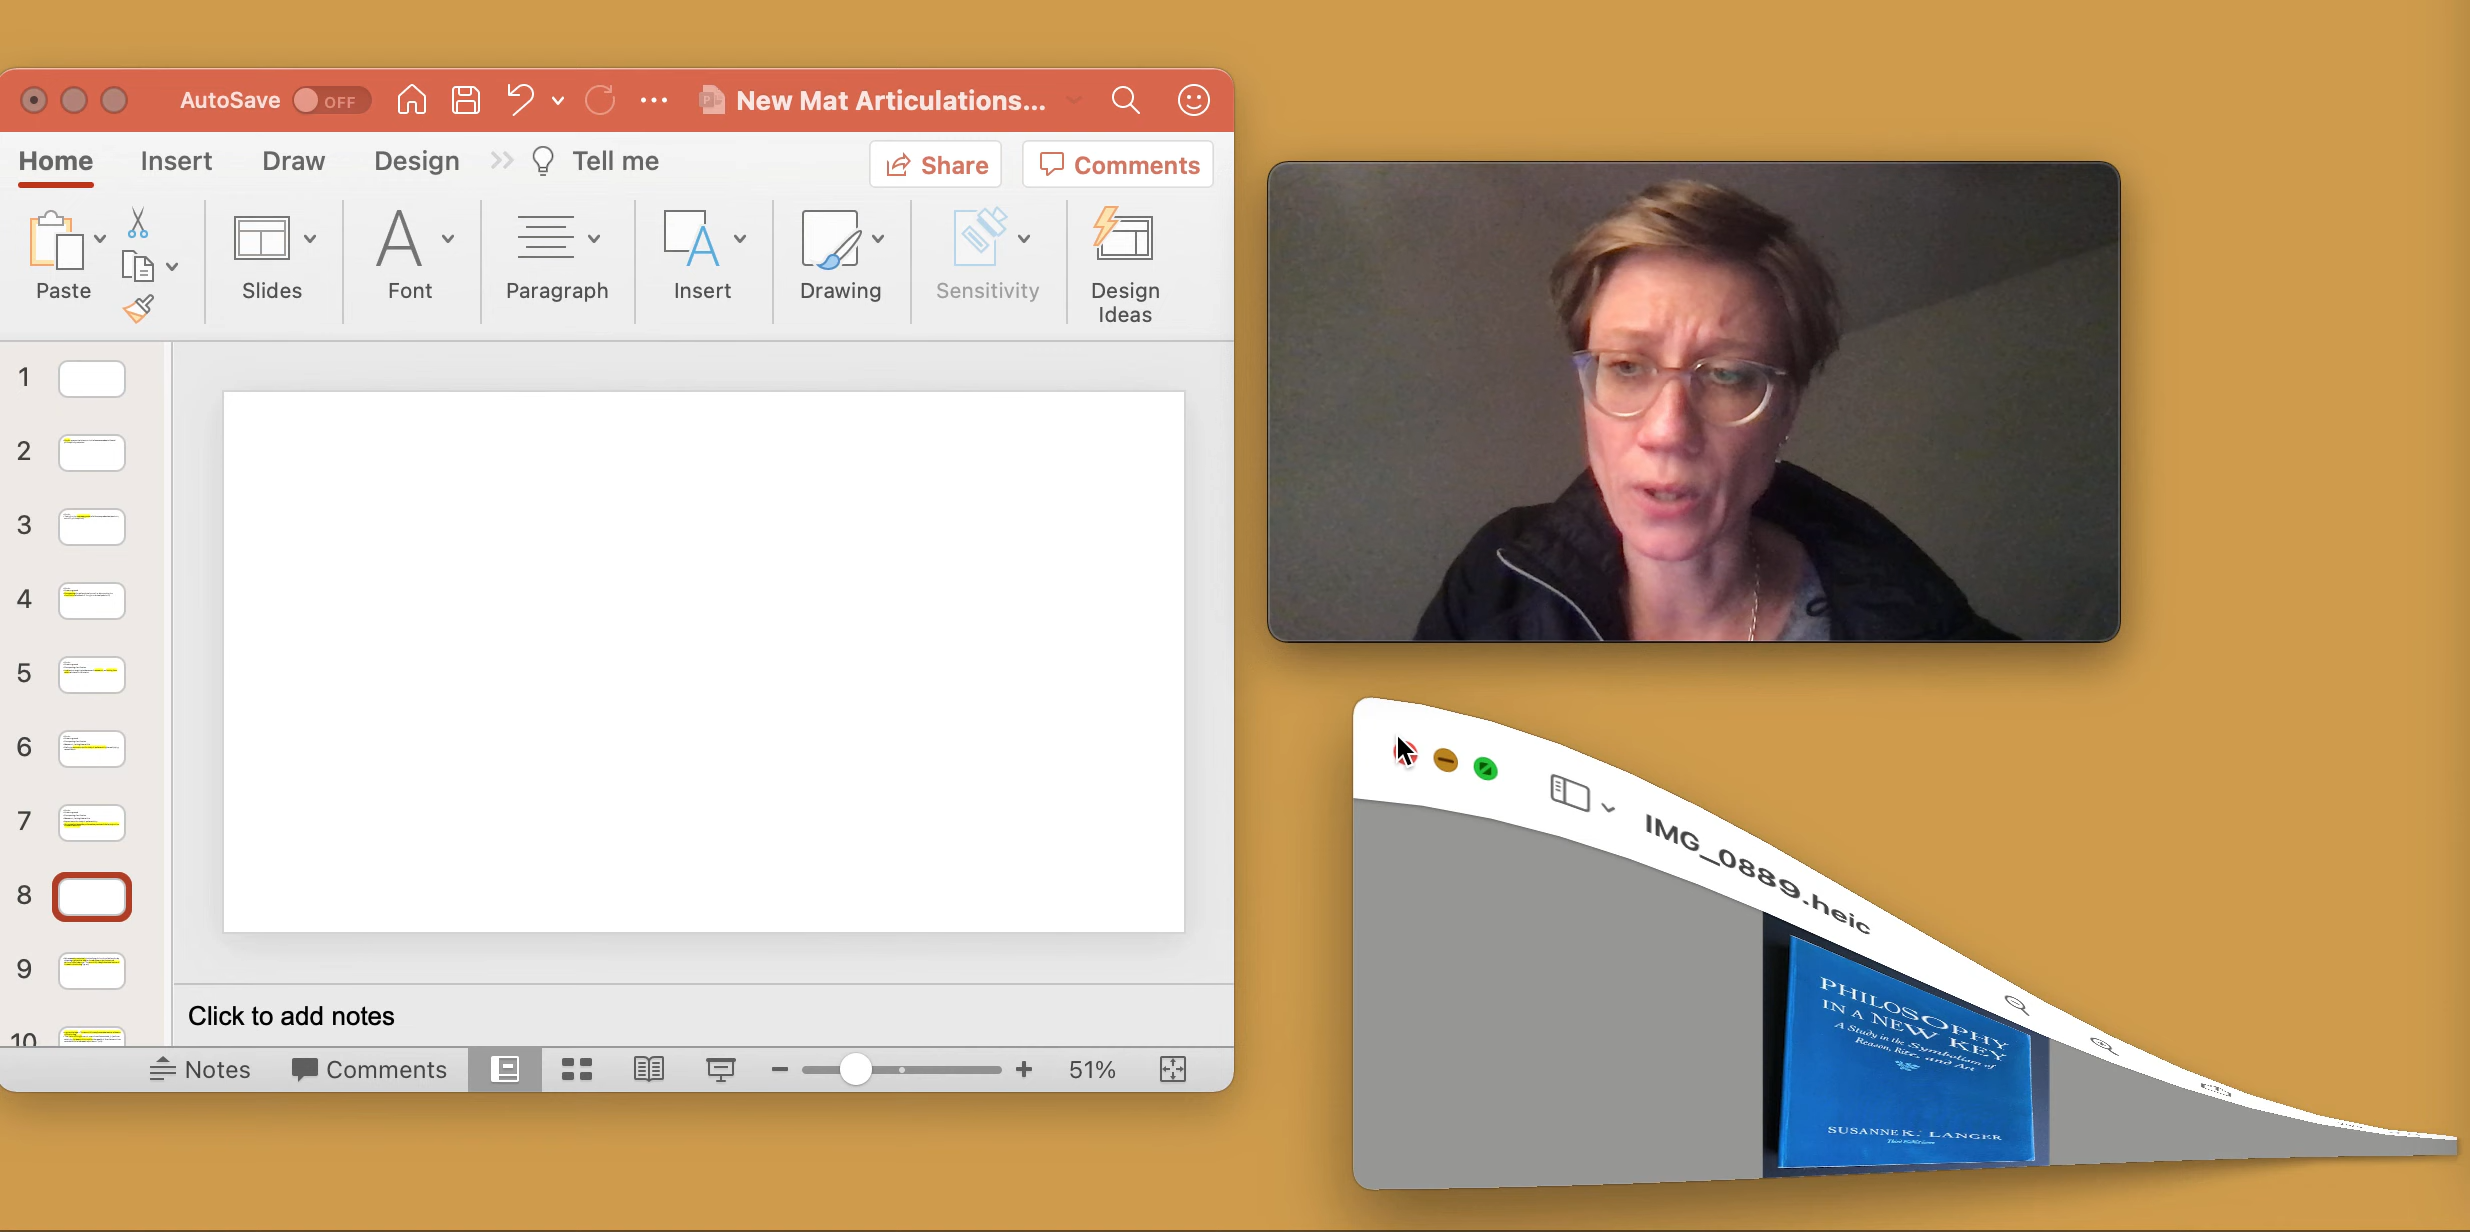 AutoSave OFF
New Mat Articulations...
Home Insert Draw Design Tell me
Share Comments
Paste Slides Font Paragraph Insert Drawing Sensitivity Design
Ideas
1
2
3
4
5
6
7
8
9
10
Click to add notes
Notes Comments 51%
IMG_0889.heic
PHILOSOPHY
IN A NEW KEY
A Study in the Symbolism of
Reason, Rite, and Art
SUSANNE K. LANGER